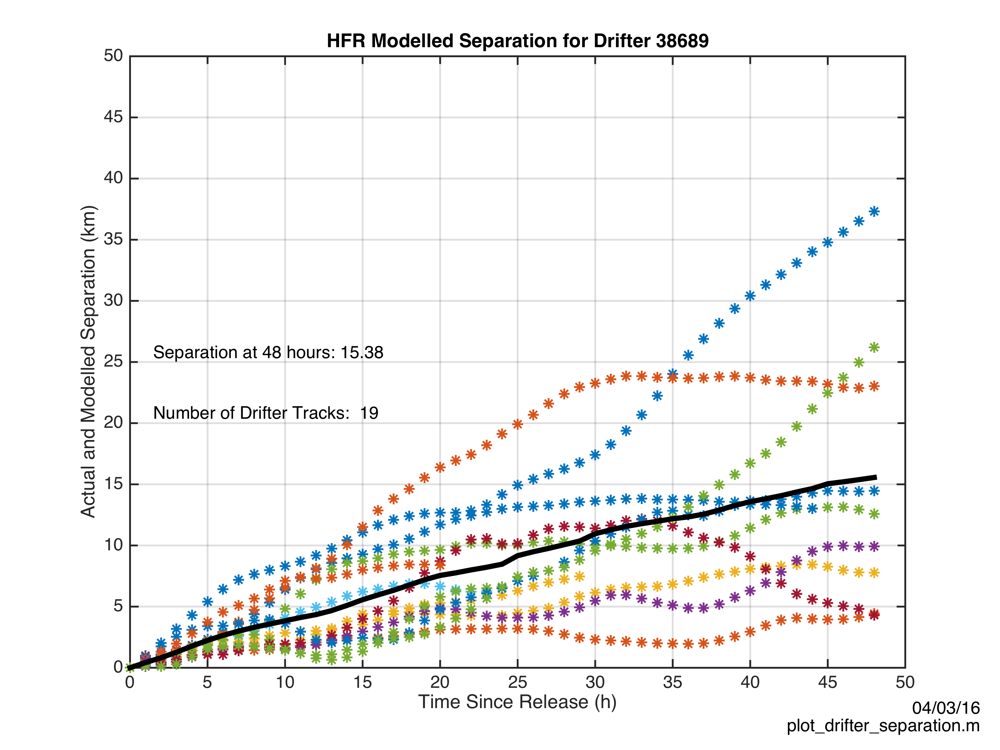 HFR Modelled Separation for Drifter 38689
50
45
40
35
30
25
20
15
10
5
0
Actual and Modelled Separation (km)
Separation at 48 hours: 15.38
Number of Drifter Tracks: 19
0 5 10 15 20 25 30 35 40 45 50
Time Since Release (h)
04/03/16
plot_drifter_separation.m